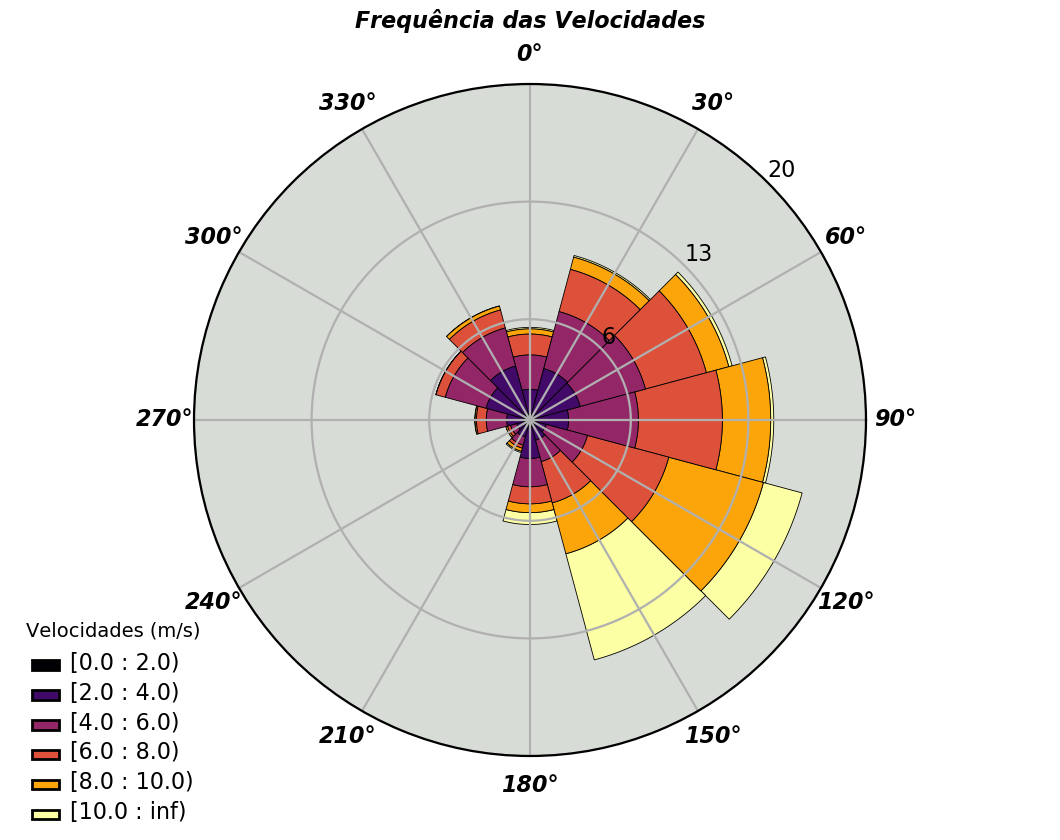 Frequência das Velocidades
0°
330°
30°
20
300°
60°
13
6
270°
90°
240°
120°
210°
150°
180°
Velocidades (m/s)
[0.0 : 2.0)
[2.0 : 4.0)
[4.0 : 6.0)
[6.0 : 8.0)
[8.0 : 10.0)
[10.0 : inf)